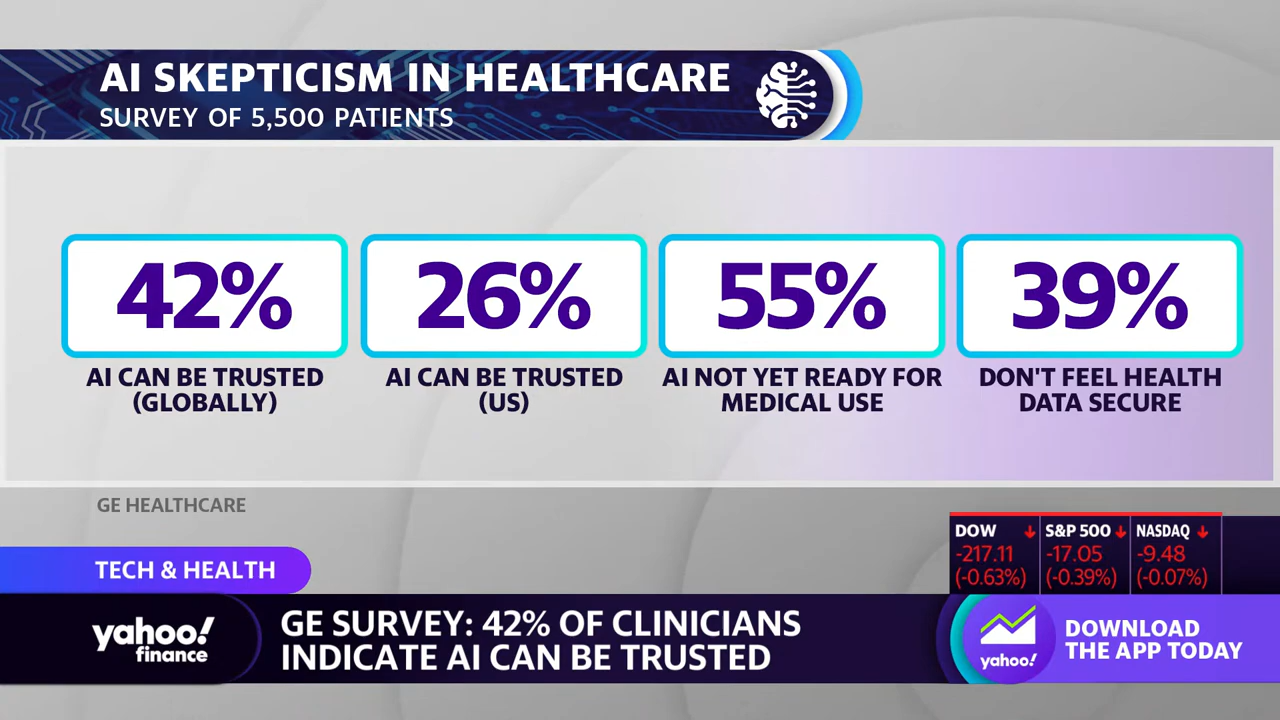 AI SKEPTICISM IN HEALTHCARE
SURVEY OF 5,500 PATIENTS
42%
AI CAN BE TRUSTED
(GLOBALLY)
26%
AI CAN BE TRUSTED
(US)
55%
AI NOT YET READY FOR
MEDICAL USE
39%
DON'T FEEL HEALTH
DATA SECURE
GE HEALTHCARE
DOW
-217.11
(-0.63%)
S&P 500
-17.05
(-0.39%)
NASDAQ
-9.48
(-0.07%)
TECH & HEALTH
yahoo!
finance
GE SURVEY: 42% OF CLINICIANS
INDICATE AI CAN BE TRUSTED
yahoo!
DOWNLOAD
THE APP TODAY